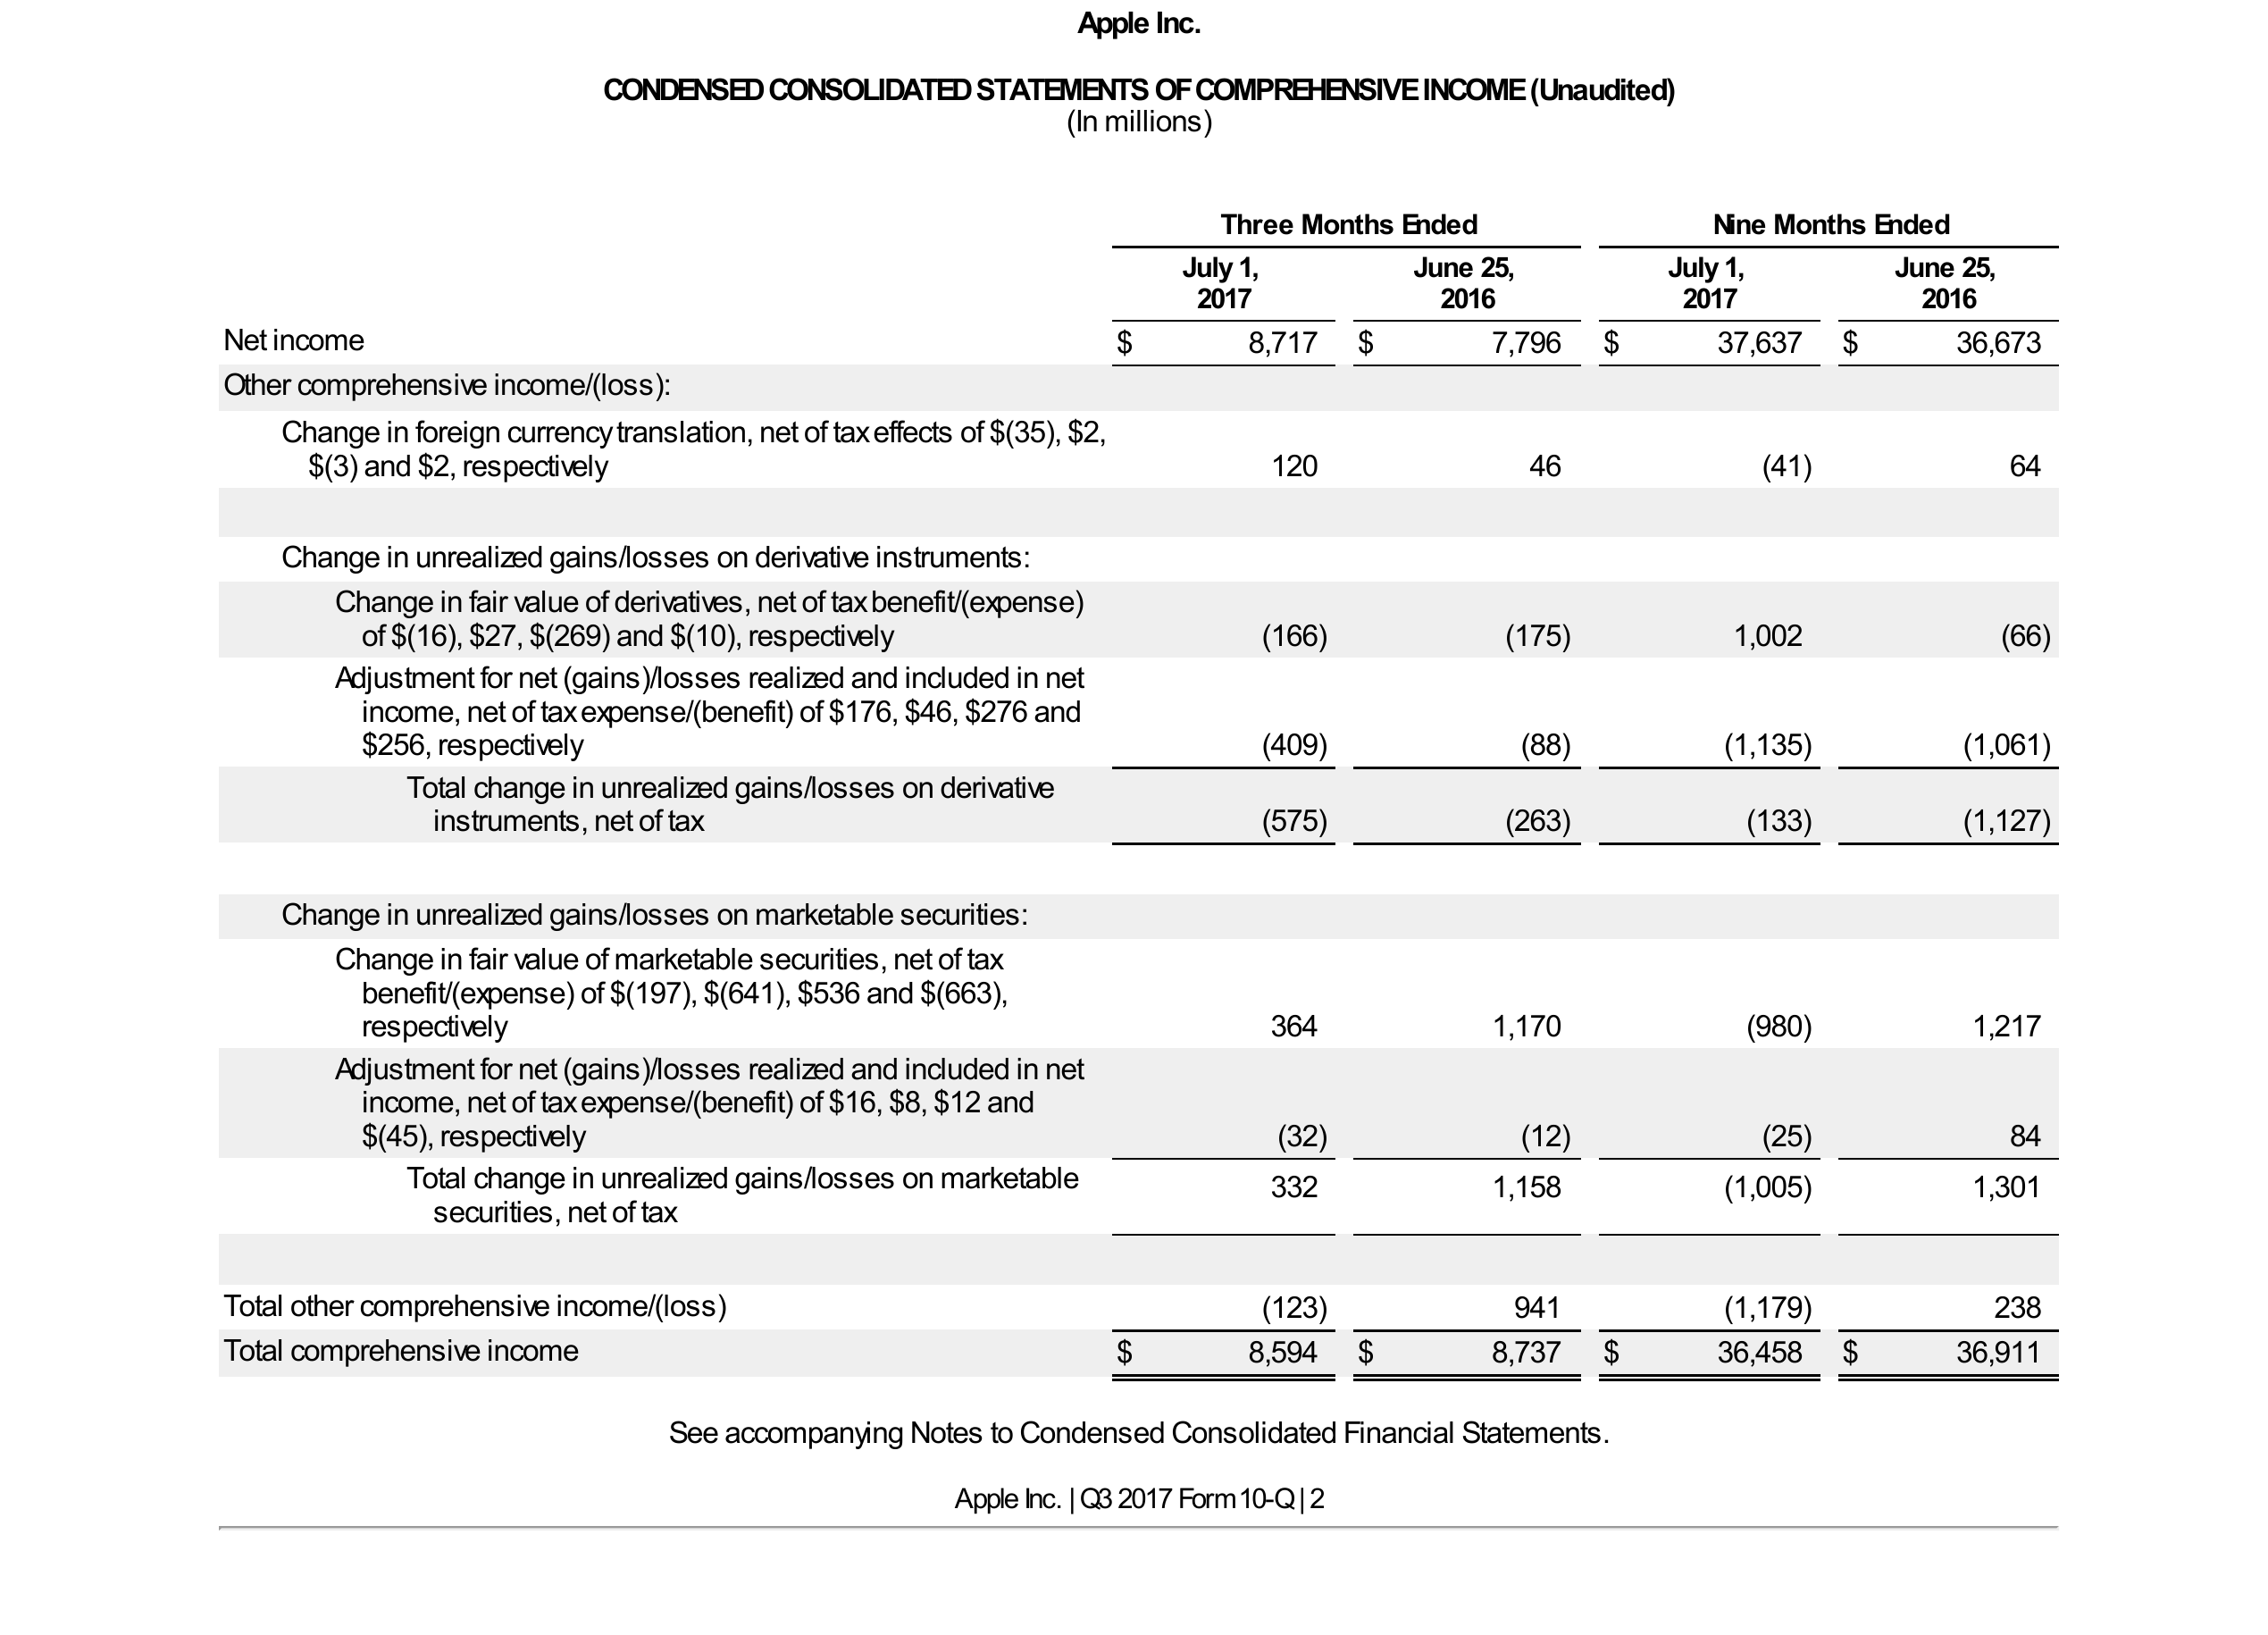 Apple Inc.
CONDENSED CONSOLIDATED STATEMENTS OF COMPREHENSIVE INCOME (Unaudited)
(In millions)
Three Months Ended Nine Months Ended
July 1, June 25, July 1, June 25,
2017 2016 2017 2016
Net income $ 8,717 $ 7,796 $ 37,637 $ 36,673
Other comprehensive income/(loss):
Change in foreign currency translation, net of tax effects of $(35), $2,
$(3) and $2, respectively 120 46 (41) 64
Change in unrealized gains/losses on derivative instruments:
Change in fair value of derivatives, net of tax benefit/(expense)
of $(16), $27, $(269) and $(10), respectively (166) (175) 1,002 (66)
Adjustment for net (gains)/losses realized and included in net
income, net of tax expense/(benefit) of $176, $46, $276 and
$256, respectively (409) (88) (1,135) (1,061)
Total change in unrealized gains/losses on derivative
instruments, net of tax (575) (263) (133) (1,127)
Change in unrealized gains/losses on marketable securities:
Change in fair value of marketable securities, net of tax
benefit/(expense) of $(197), $(641), $536 and $(663),
respectively 364 1,170 (980) 1,217
Adjustment for net (gains)/losses realized and included in net
income, net of tax expense/(benefit) of $16, $8, $12 and
$(45), respectively (32) (12) (25) 84
Total change in unrealized gains/losses on marketable 332 1,158 (1,005) 1,301
securities, net of tax
Total other comprehensive income/(loss) (123) 941 (1,179) 238
Total comprehensive income $ 8,594 $ 8,737 $ 36,458 $ 36,911
See accompanying Notes to Condensed Consolidated Financial Statements.
Apple Inc. | Q3 2017 Form 10-Q | 2